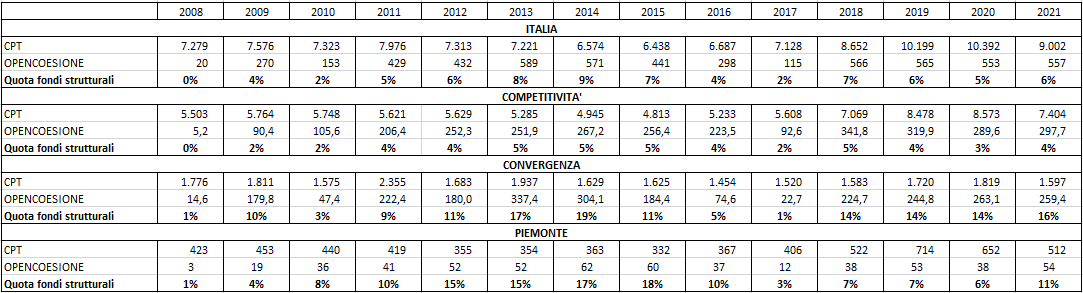 2008 2009 2010 2011 2012 2013 2014 2015 2016 2017 2018 2019 2020 2021
ITALIA
CPT 7.279 7.576 7.323 7.976 7.313 7.221 6.574 6.438 6.687 7.128 8.652 10.199 10.392 9.002
OPENCOESIONE 20 270 153 429 432 589 571 441 298 115 566 565 553 557
Quota fondi strutturali 0% 4% 2% 5% 6% 8% 9% 7% 4% 2% 7% 6% 5% 6%
COMPETITIVITA'
CPT 5.503 5.764 5.748 5.621 5.629 5.285 4.945 4.813 5.233 5.608 7.069 8.478 8.573 7.404
OPENCOESIONE 5,2 90,4 105,6 206,4 252,3 251,9 267,2 256,4 223,5 92,6 341,8 319,9 289,6 297,7
Quota fondi strutturali 0% 2% 2% 4% 4% 5% 5% 5% 4% 2% 5% 4% 3% 4%
CONVERGENZA
CPT 1.776 1.811 1.575 2.355 1.683 1.937 1.629 1.625 1.454 1.520 1.583 1.720 1.819 1.597
OPENCOESIONE 14,6 179,8 47,4 222,4 180,0 337,4 304,1 184,4 74,6 22,7 224,7 244,8 263,1 259,4
Quota fondi strutturali 1% 10% 3% 9% 11% 17% 19% 11% 5% 1% 14% 14% 14% 16%
PIEMONTE
CPT 423 453 440 419 355 354 363 332 367 406 522 714 652 512
OPENCOESIONE 3 19 36 41 52 52 62 60 37 12 38 53 38 54
Quota fondi strutturali 1% 4% 8% 10% 15% 15% 17% 18% 10% 3% 7% 7% 6% 11%